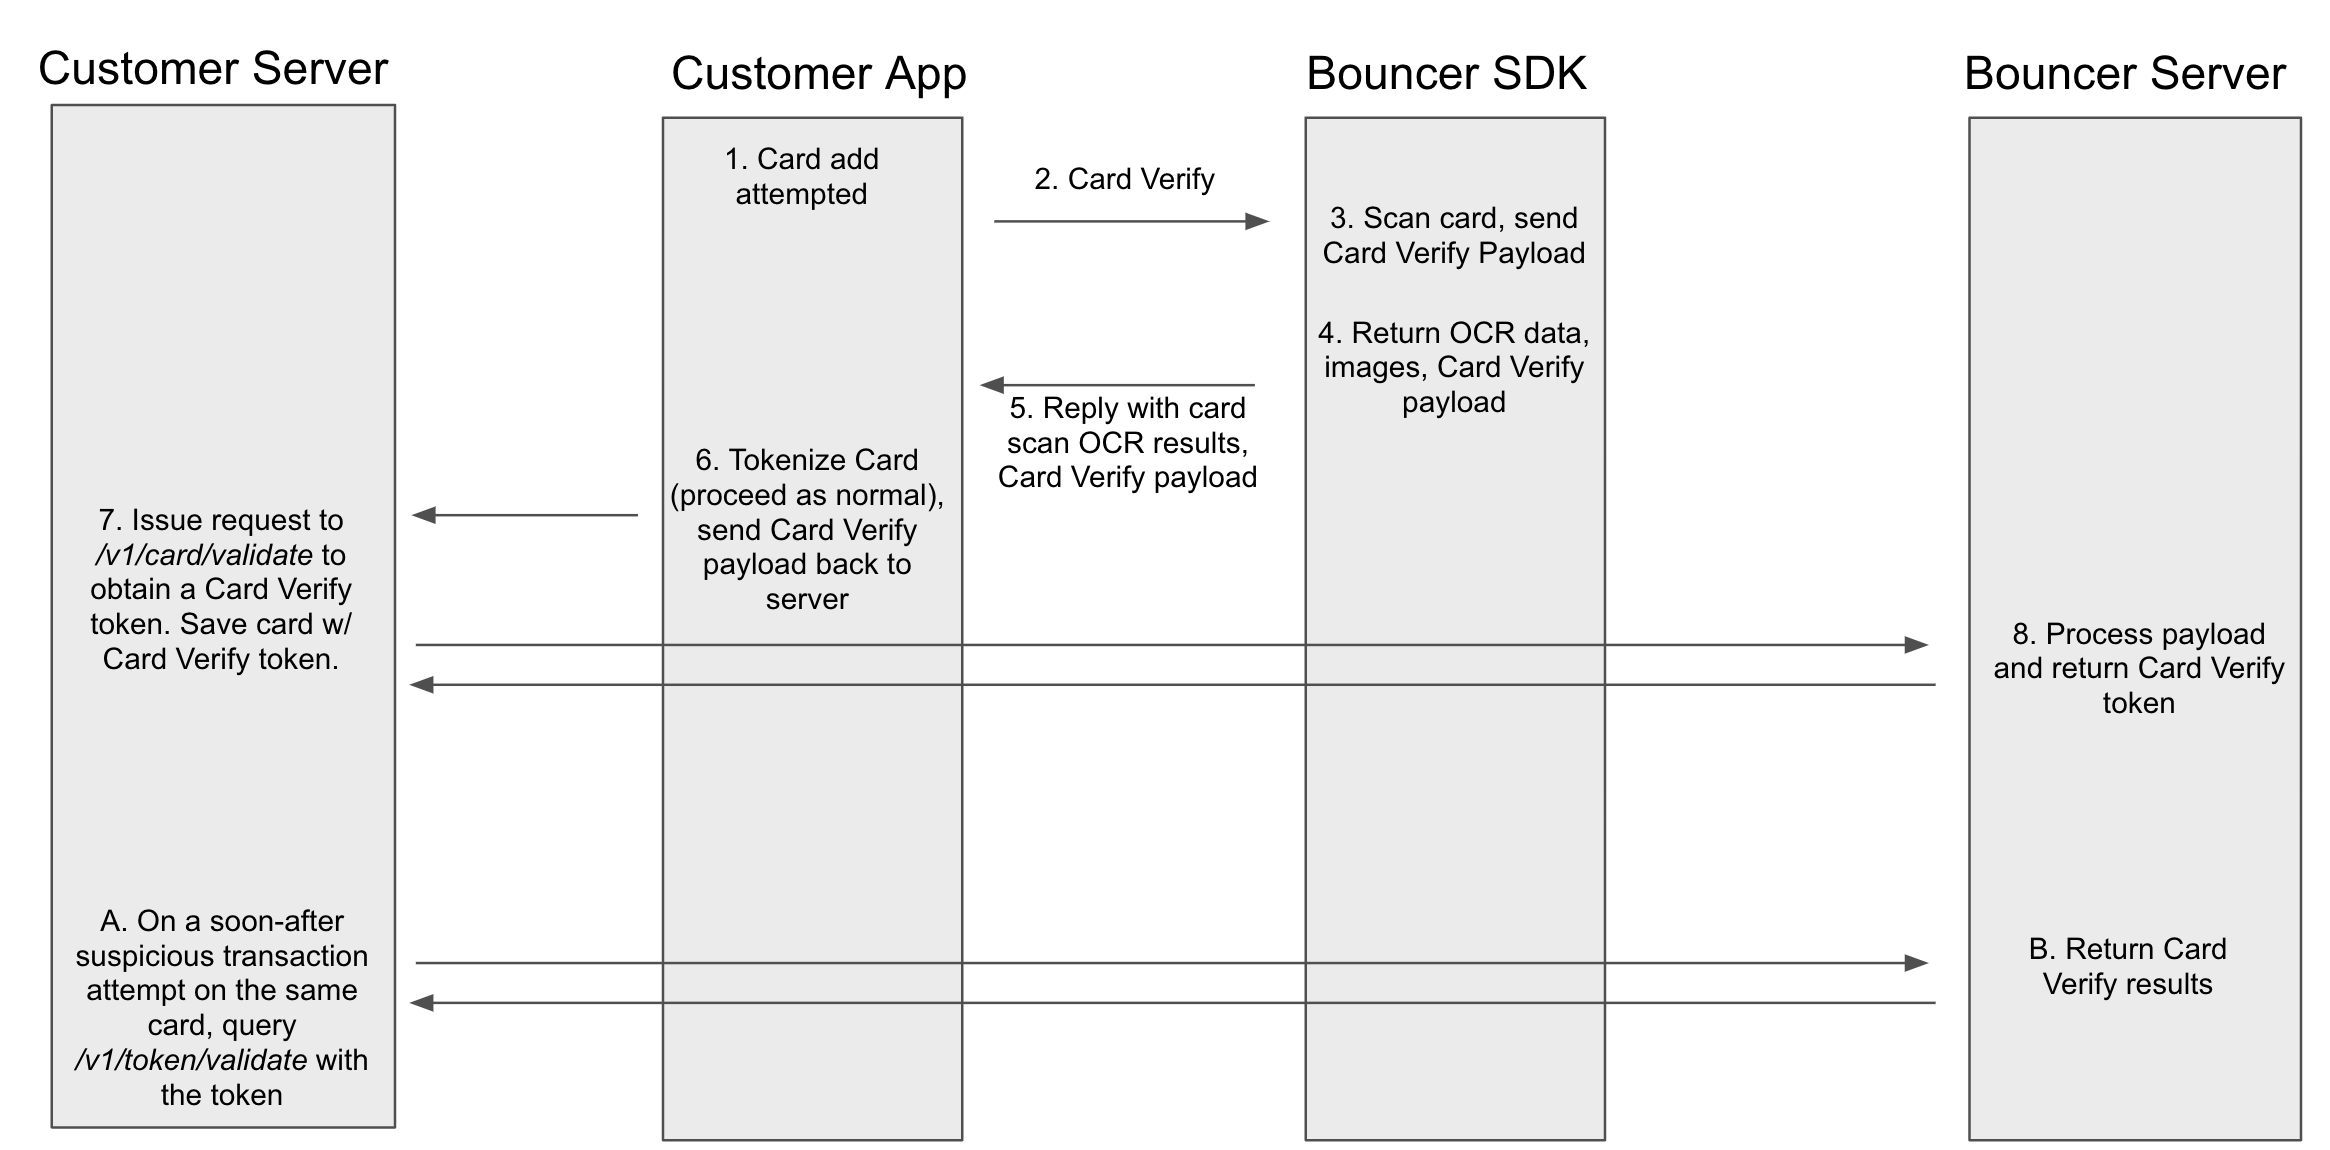 Customer Server
Customer App
Bouncer SDK
Bouncer Server
1. Card add
attempted
2. Card Verify
3. Scan card, send
Card Verify Payload
4. Return OCR data,
images, Card Verify
payload
5. Reply with card
scan OCR results,
Card Verify payload
6. Tokenize Card
(proceed as normal),
send Card Verify
payload back to
server
7. Issue request to
/v1/card/validate to
obtain a Card Verify
token. Save card w/
Card Verify token.
8. Process payload
and return Card Verify
token
A. On a soon-after
suspicious transaction
attempt on the same
card, query
/v1/token/validate with
the token
B. Return Card
Verify results